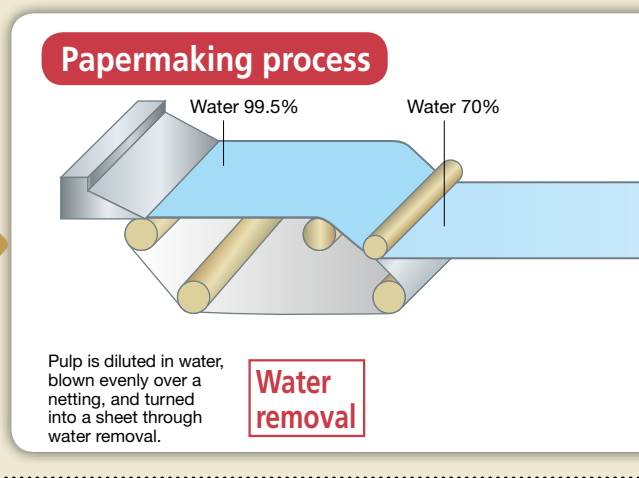 Papermaking process
Water 99.5%
Water 70%
Pulp is diluted in water,
blown evenly over a
netting, and turned
into a sheet through
water removal.
Water
removal